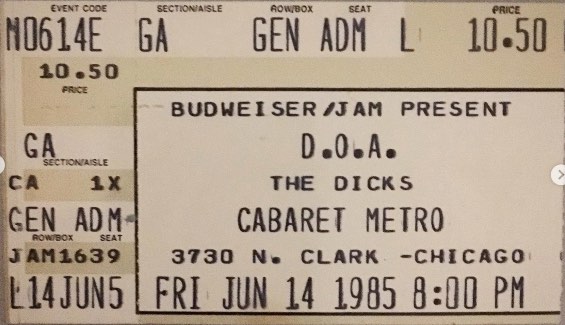 EVENT CODE SECTION/AISLE ROW/BOX SEAT PRICE
N0614E GA GEN ADM L 10.50
10.50
PRICE
BUDWEISER/JAM PRESENT
GA
SECTION/AISLE
D.O.A.
CA 1X
THE DICKS
GEN ADM
ROW/BOX SEAT
CABARET METRO
JAM1639
3730 N. CLARK -CHICAGO
L14JUN5
FRI JUN 14 1985 8:00 PM